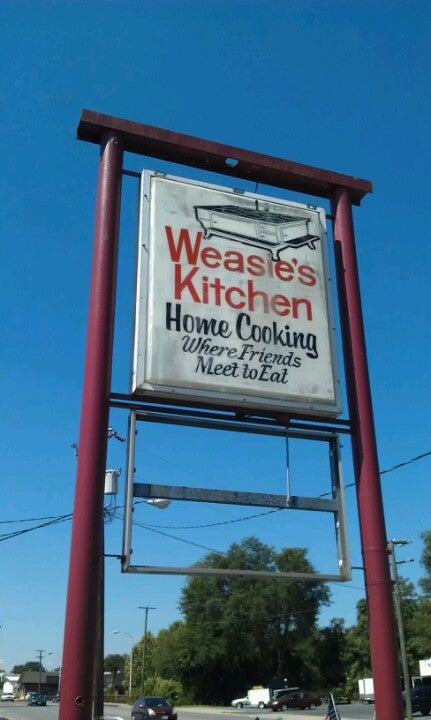 Weasie's
Kitchen
Home Cooking
Where Friends
Meet to Eat